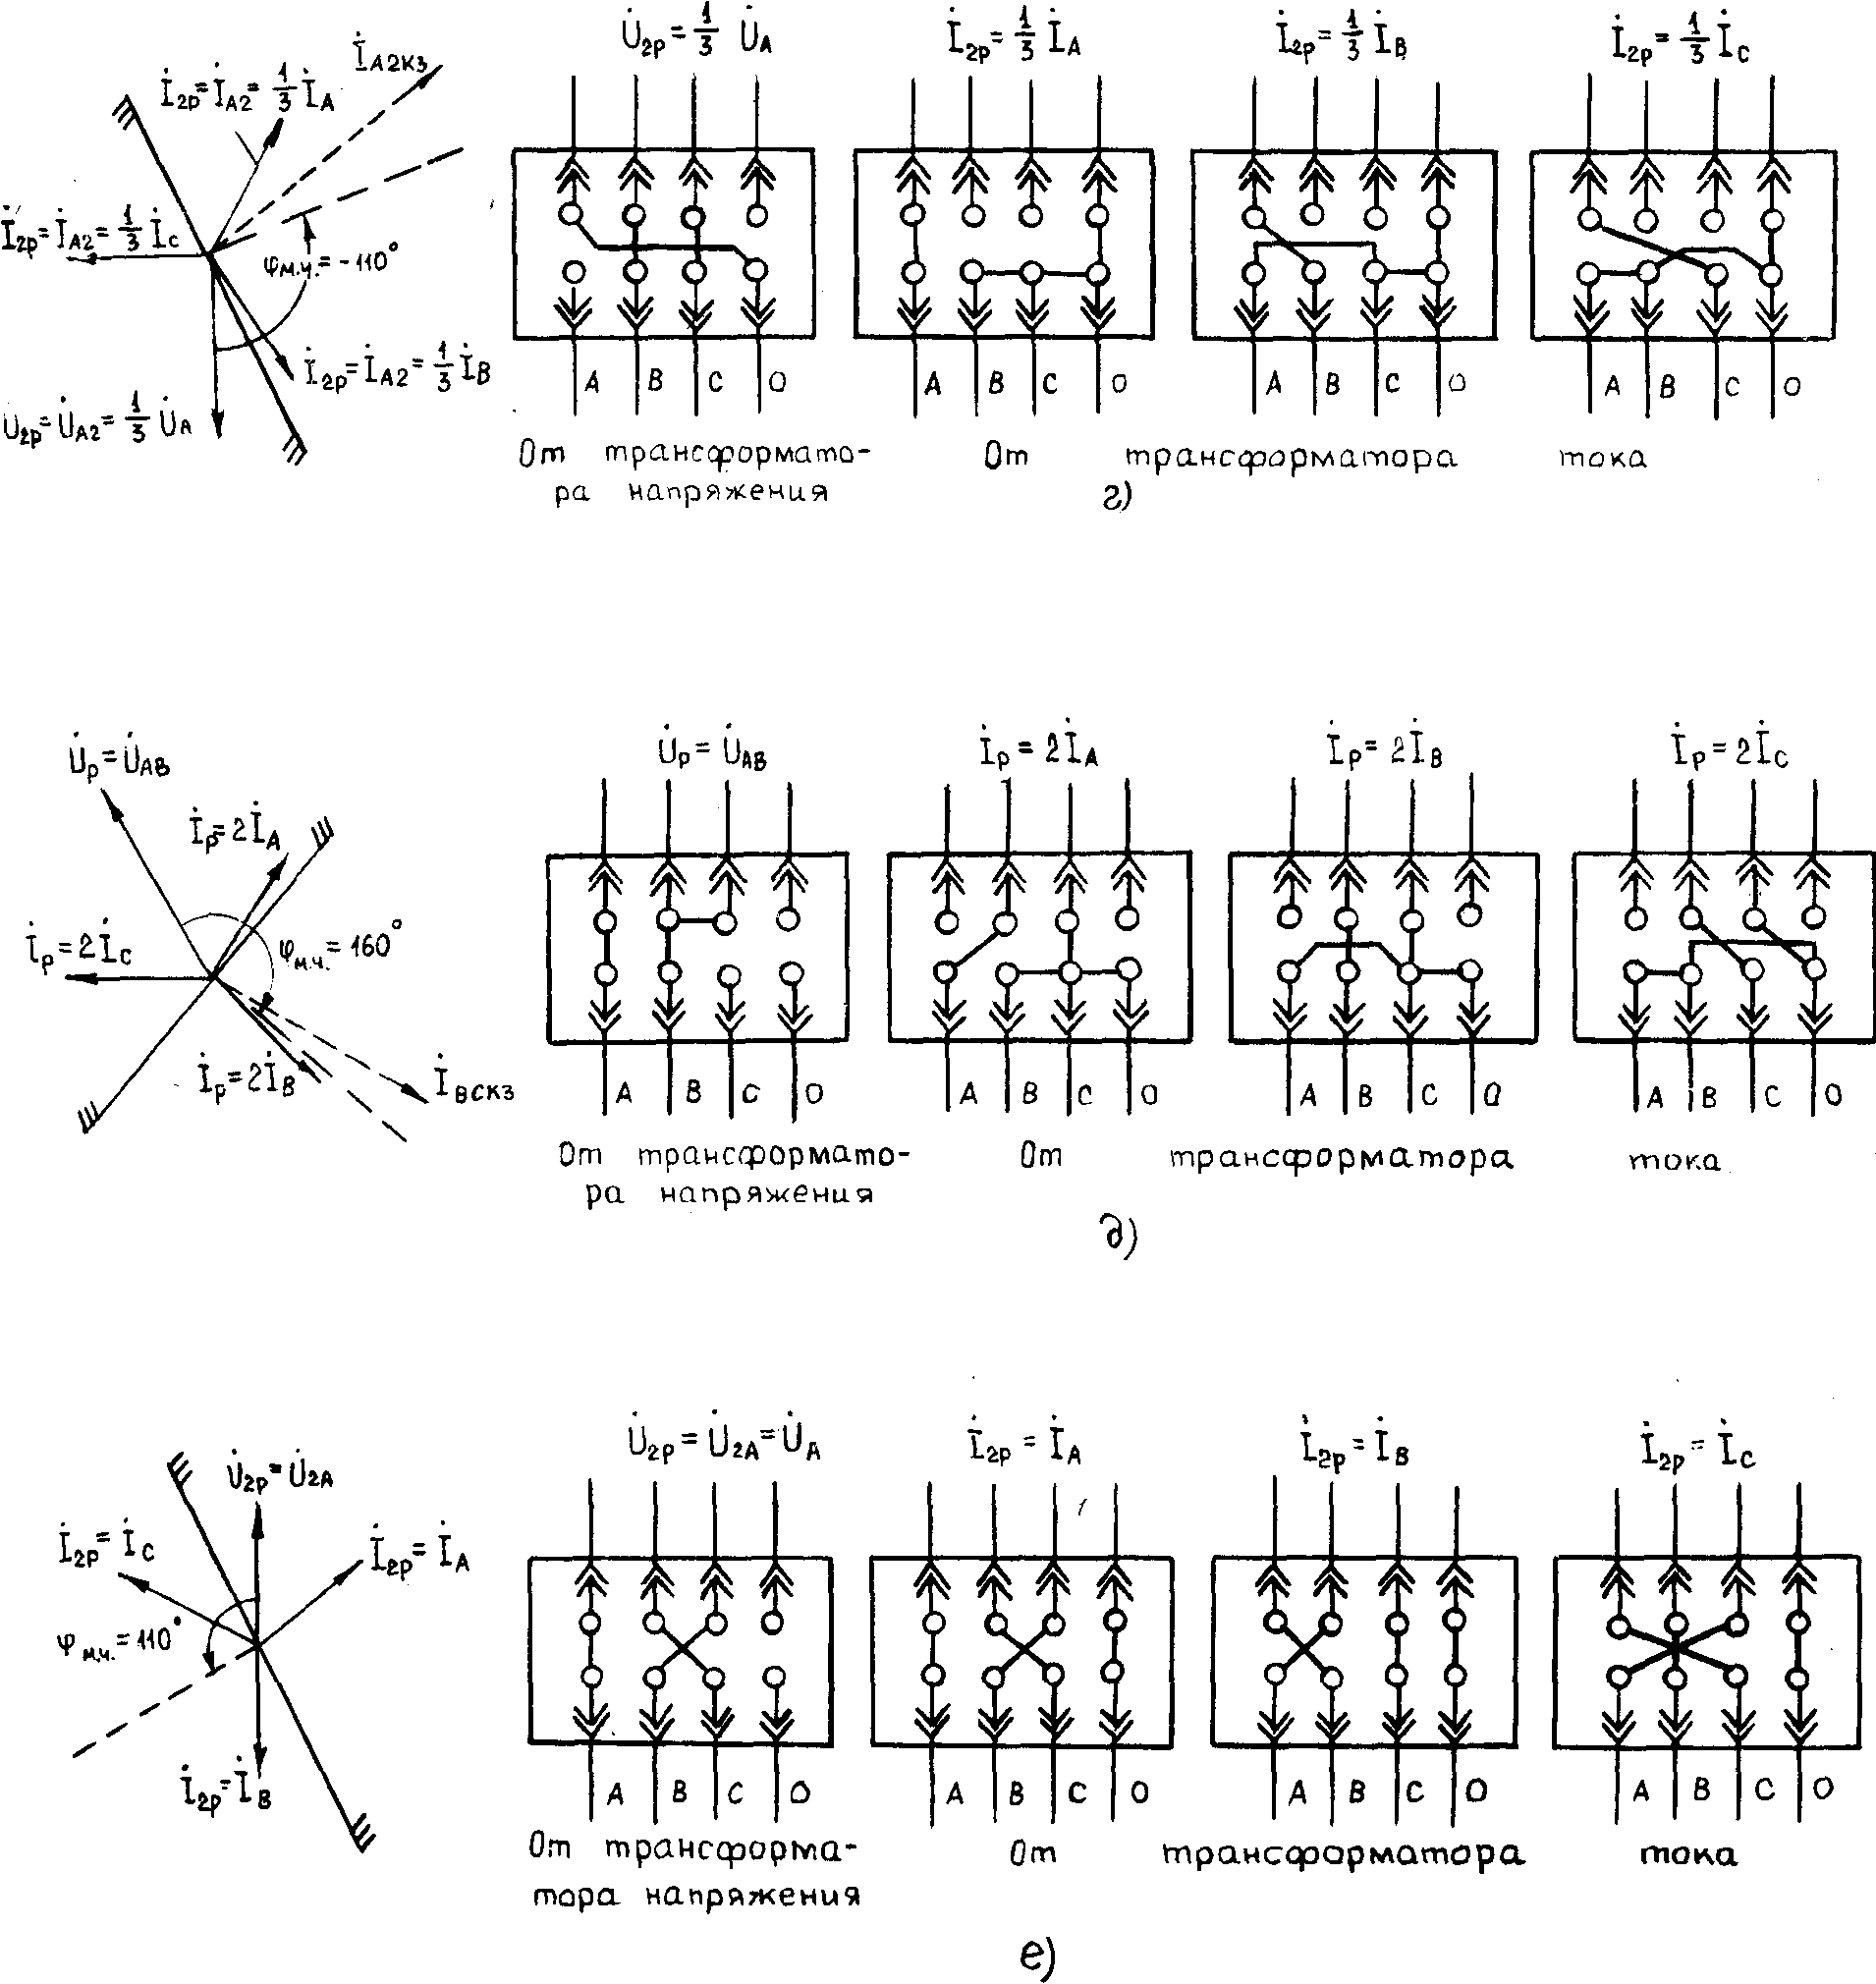 U̇₂р = 1/3 U̇А
İ₂р = 1/3 İА
İ₂р = 1/3 İВ
İ₂р = 1/3 İС
İА2КЗ
İ₂р = İА2 = 1/3 İА
İ₂р = İА2 = 1/3 İС
φм.ч. = -110°
İ₂р = İА2 = 1/3 İВ
U̇₂р = U̇А2 = 1/3 U̇А
А В С О
А В С О
А В С О
А В С О
От трансформато-
ра напряжения
От трансформатора тока
г)
U̇р = U̇АВ
İр = 2İА
İр = 2İВ
İр = 2İС
U̇р = U̇АВ
İр = 2İА
İр = 2İС
φм.ч. = 160°
İр = 2İВ
İВСКЗ
А В С О
А В С О
А В С О
А В С О
От трансформато-
ра напряжения
От трансформатора тока
д)
U̇₂р = U̇₂А = U̇А
İ₂р = İА
İ₂р = İВ
İ₂р = İС
U̇₂р = U̇₂А
İ₂р = İС
İ₂р = İА
φм.ч. = 110°
İ₂р = İВ
А В С О
А В С О
А В С О
А В С О
От трансформа-
тора напряжения
От трансформатора тока
е)